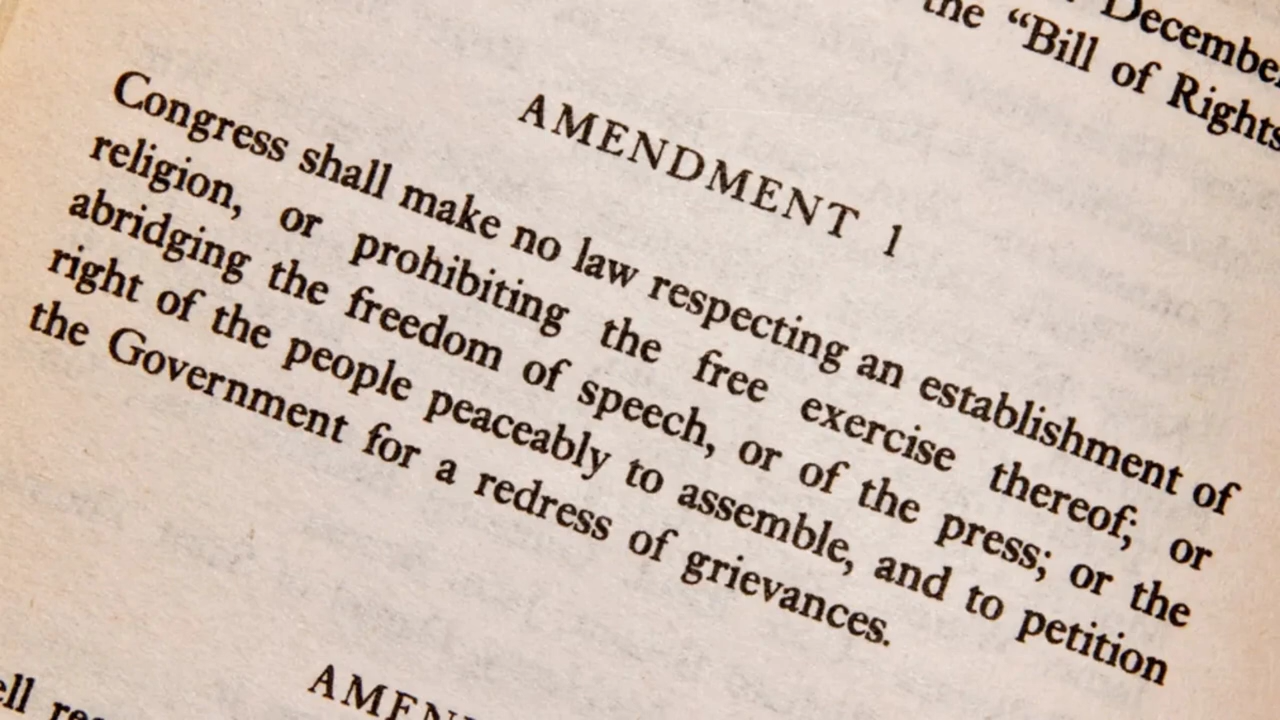 December
the “Bill of Rights
AMENDMENT 1
Congress shall make no law respecting an establishment of
religion, or prohibiting the free exercise thereof; or
abridging the freedom of speech, or of the press; or the
right of the people peaceably to assemble, and to petition
the Government for a redress of grievances.